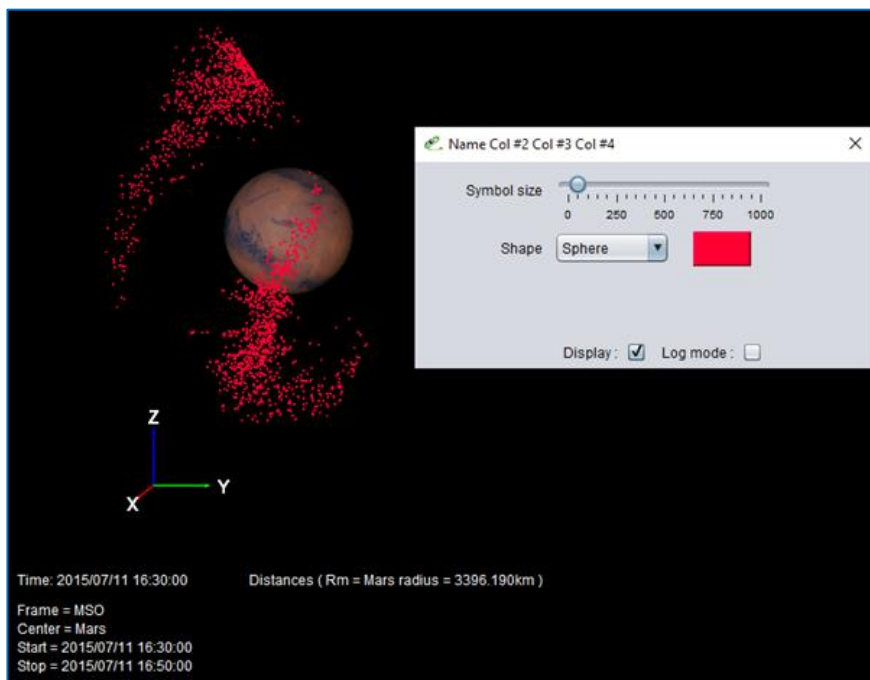 Name Col #2 Col #3 Col #4
Symbol size
0 250 500 750 1000
Shape Sphere
Display : Log mode :
Z
Y
X
Time: 2015/07/11 16:30:00 Distances ( Rm = Mars radius = 3396.190km )
Frame = MSO
Center = Mars
Start = 2015/07/11 16:30:00
Stop = 2015/07/11 16:50:00